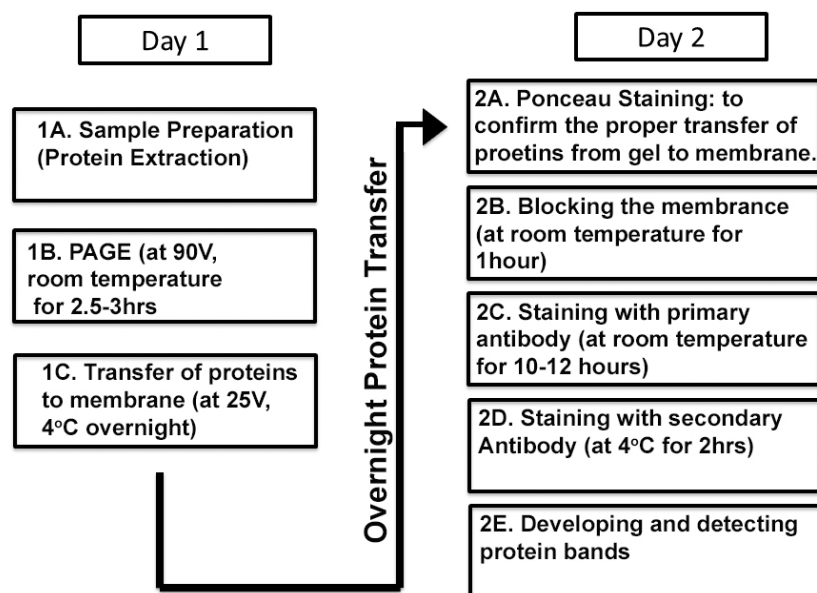 Day 1
1A. Sample Preparation
(Protein Extraction)
1B. PAGE (at 90V,
room temperature
for 2.5-3hrs
1C. Transfer of proteins
to membrane (at 25V,
4ºC overnight)
Overnight Protein Transfer
Day 2
2A. Ponceau Staining: to
confirm the proper transfer of
proetins from gel to membrane.
2B. Blocking the membrance
(at room temperature for
1hour)
2C. Staining with primary
antibody (at room temperature
for 10-12 hours)
2D. Staining with secondary
Antibody (at 4ºC for 2hrs)
2E. Developing and detecting
protein bands